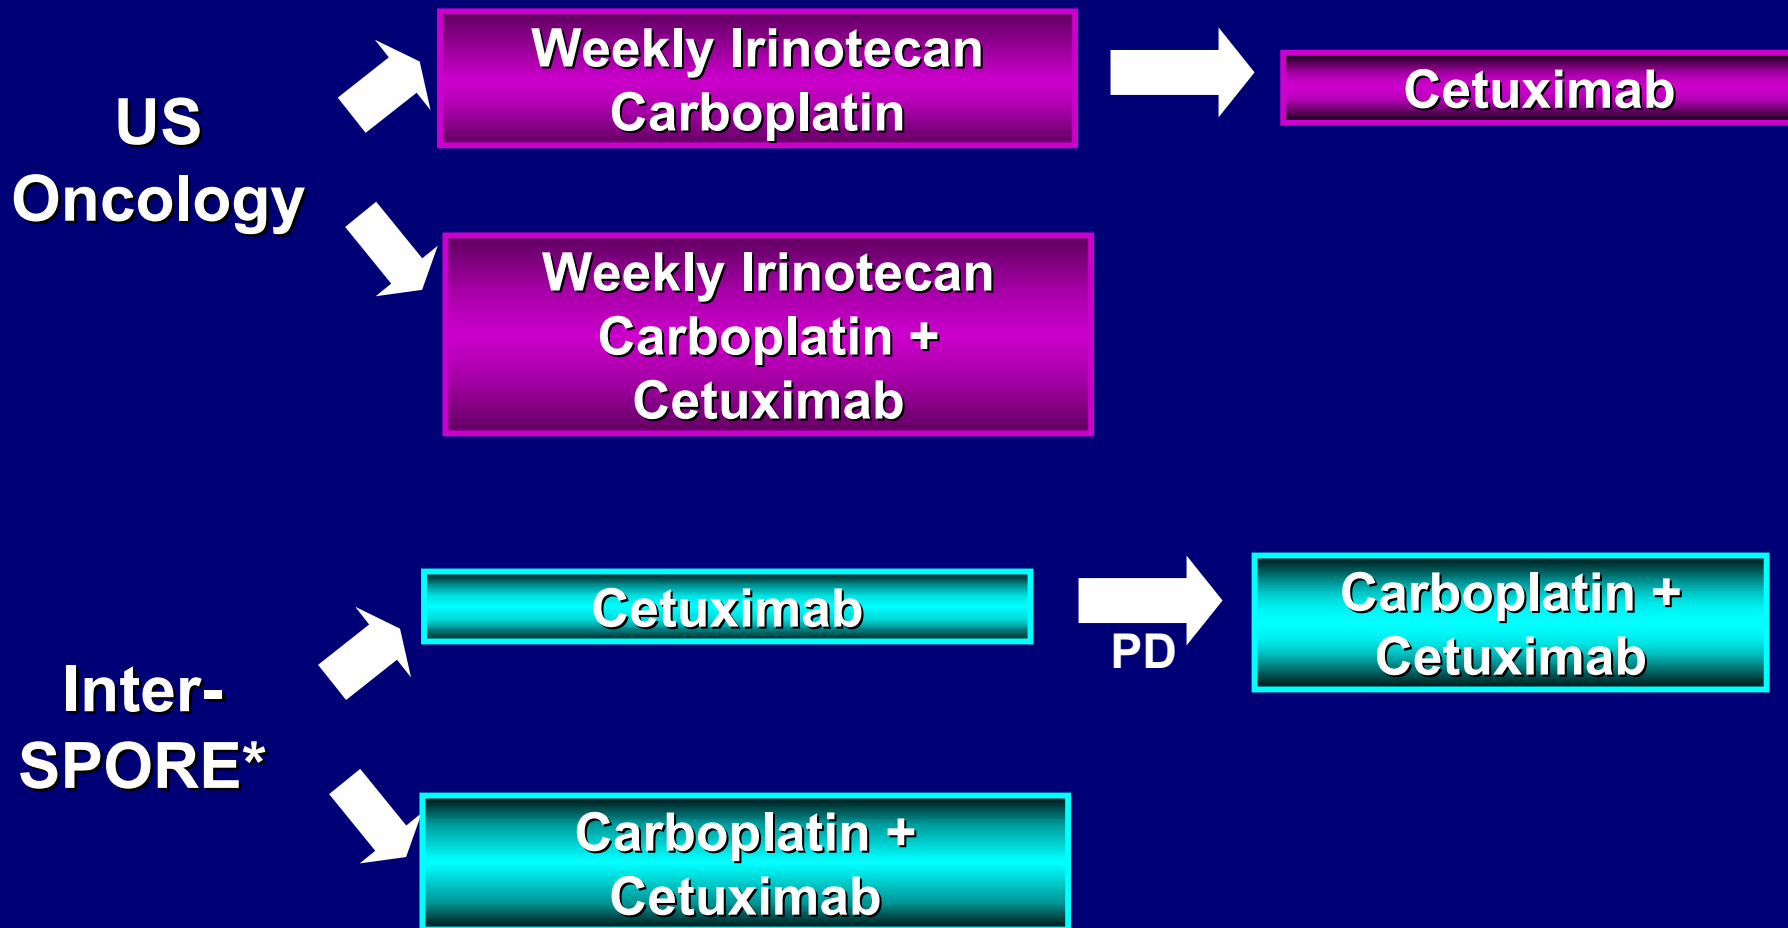 US
Oncology
Weekly Irinotecan
Carboplatin
Cetuximab
Weekly Irinotecan
Carboplatin +
Cetuximab
Inter-
SPORE*
Cetuximab
PD
Carboplatin +
Cetuximab
Carboplatin +
Cetuximab